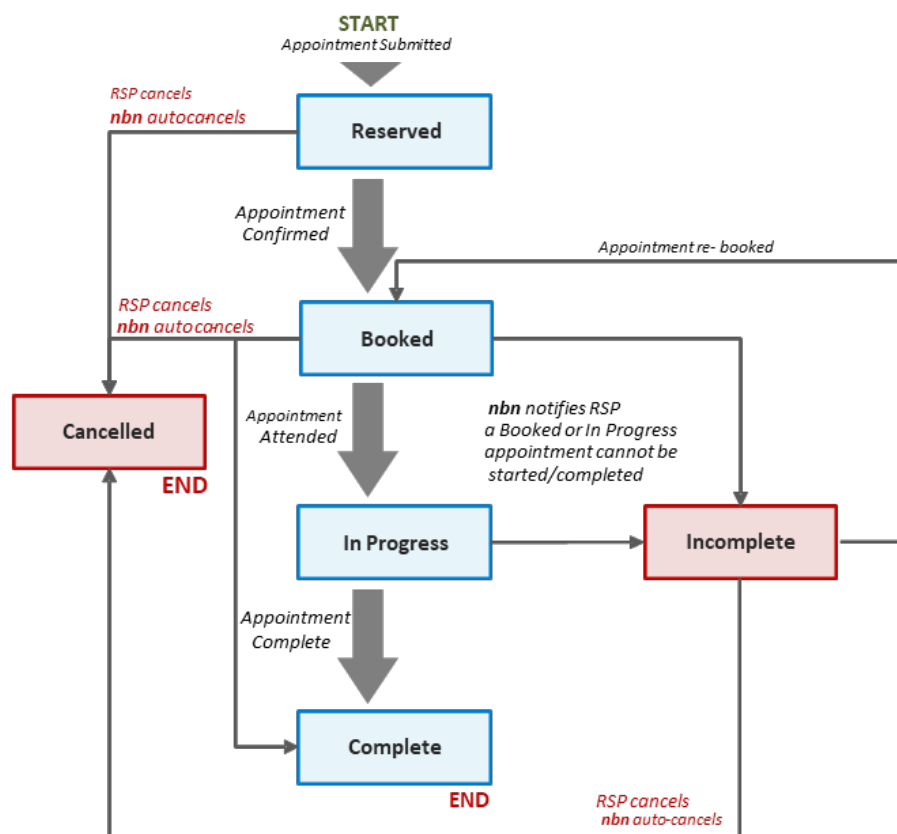 START
Appointment Submitted
RSP cancels
nbn autocancels
Reserved
Appointment
Confirmed
Appointment re- booked
RSP cancels
nbn autocancels
Booked
Appointment
Attended
nbn notifies RSP
a Booked or In Progress
appointment cannot be
started/completed
Cancelled
END
In Progress
Incomplete
Appointment
Complete
Complete
END
RSP cancels
nbn auto-cancels